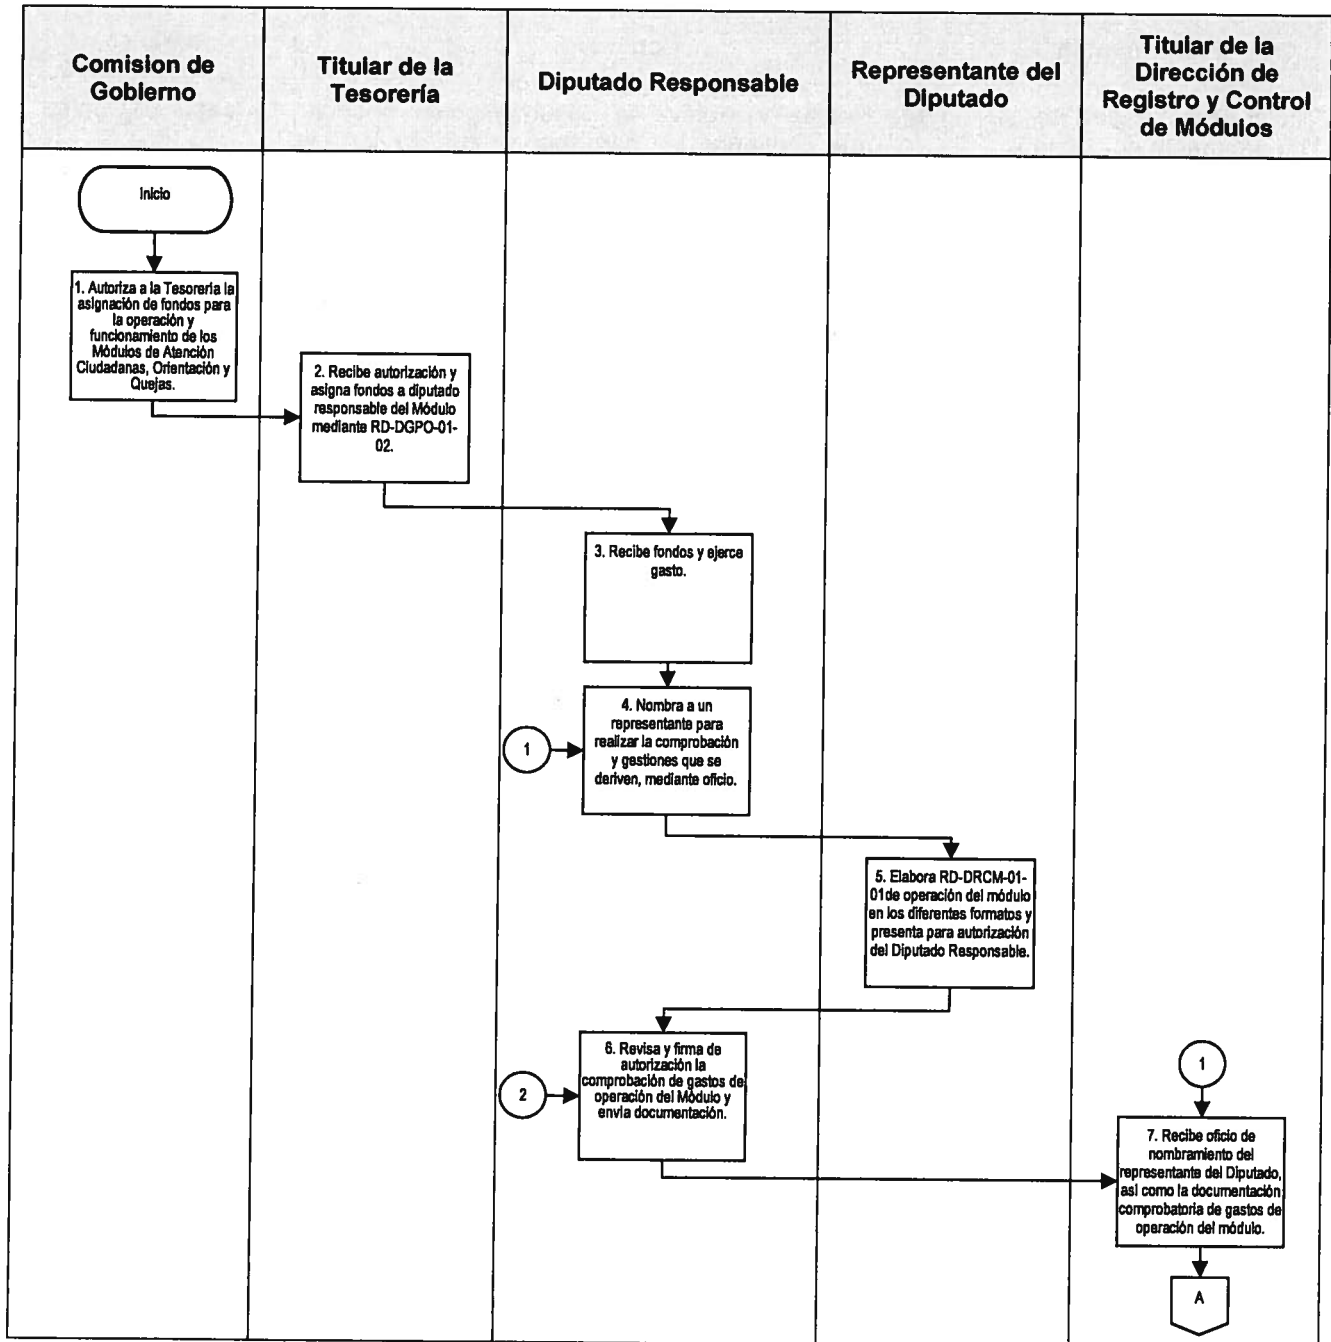 Comision de
Gobierno
Titular de la
Tesorería
Diputado Responsable
Representante del
Diputado
Titular de la
Dirección de
Registro y Control
de Módulos
Inicio
1. Autoriza a la Tesorería la
asignación de fondos para
la operación y
funcionamiento de los
Módulos de Atención
Ciudadanas, Orientación y
Quejas.
2. Recibe autorización y
asigna fondos a diputado
responsable del Módulo
mediante RD-DGPO-01-
02.
3. Recibe fondos y ejerce
gasto.
4. Nombra a un
representante para
realizar la comprobación
y gestiones que se
deriven, mediante oficio.
1
5. Elabora RD-DRCM-01-
01de operación del módulo
en los diferentes formatos y
presenta para autorización
del Diputado Responsable.
6. Revisa y firma de
autorización la
comprobación de gastos de
operación del Módulo y
envía documentación.
2
1
7. Recibe oficio de
nombramiento del
representante del Diputado,
así como la documentación
comprobatoria de gastos de
operación del módulo.
A